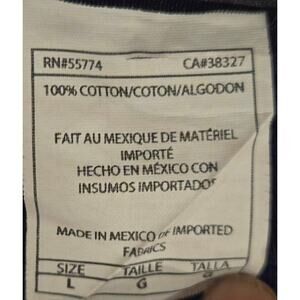 RN#55774 CA#38327
100% COTTON/COTON/ALGODON
FAIT AU MEXIQUE DE MATÉRIEL
IMPORTÉ
HECHO EN MÉXICO CON
INSUMOS IMPORTADOS
MADE IN MEXICO OF IMPORTED
FABRICS
SIZE TAILLE TALLA
L G G